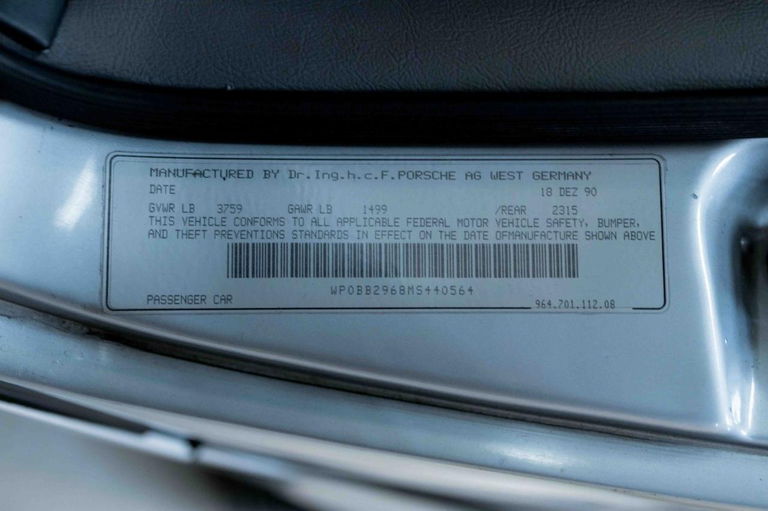 MANUFACTURED BY Dr.Ing.h.c.F.PORSCHE AG WEST GERMANY
DATE 18 DEZ 90
GVWR LB 3759 GAWR LB 1499 /REAR 2315
THIS VEHICLE CONFORMS TO ALL APPLICABLE FEDERAL MOTOR VEHICLE SAFETY, BUMPER,
AND THEFT PREVENTIONS STANDARDS IN EFFECT ON THE DATE OFMANUFACTURE SHOWN ABOVE
WP0BB2968MS440564
PASSENGER CAR 964.701.112.08